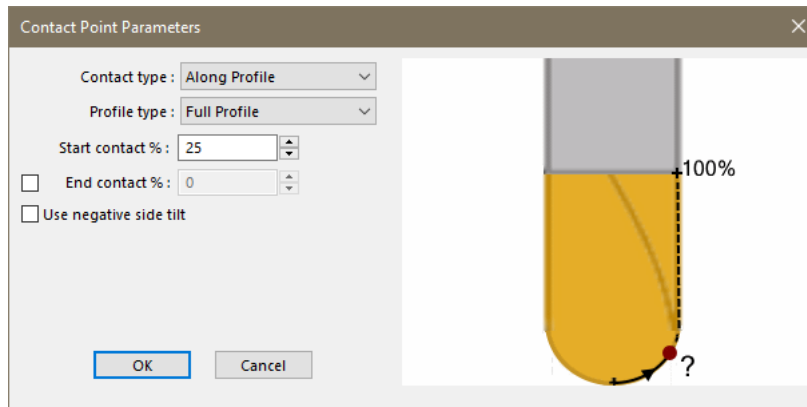 Contact Point Parameters
Contact type : Along Profile
Profile type : Full Profile
Start contact % : 25
End contact % : 0
Use negative side tilt
OK Cancel
100%
?